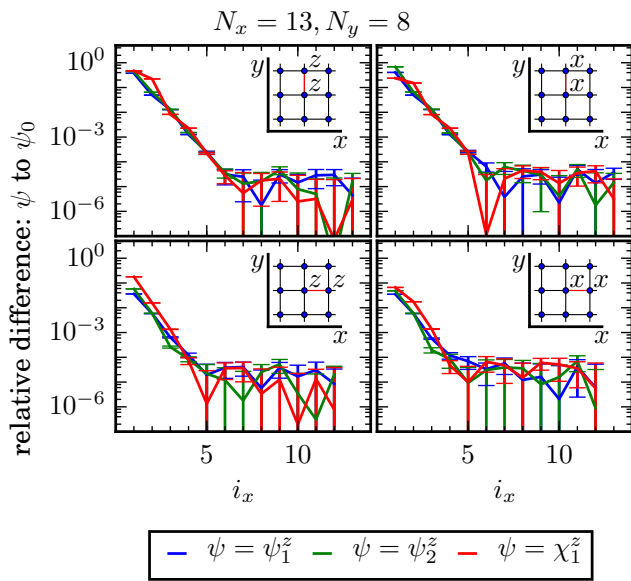 N_x = 13, N_y = 8
relative difference: ψ to ψ_0
10^0
10^{-3}
10^{-6}
y
z
z
x
y
x
x
x
10^0
10^{-3}
10^{-6}
y
z z
x
y
x x
x
5 10
5 10
i_x
i_x
ψ = ψ_1^z ψ = ψ_2^z ψ = χ_1^z